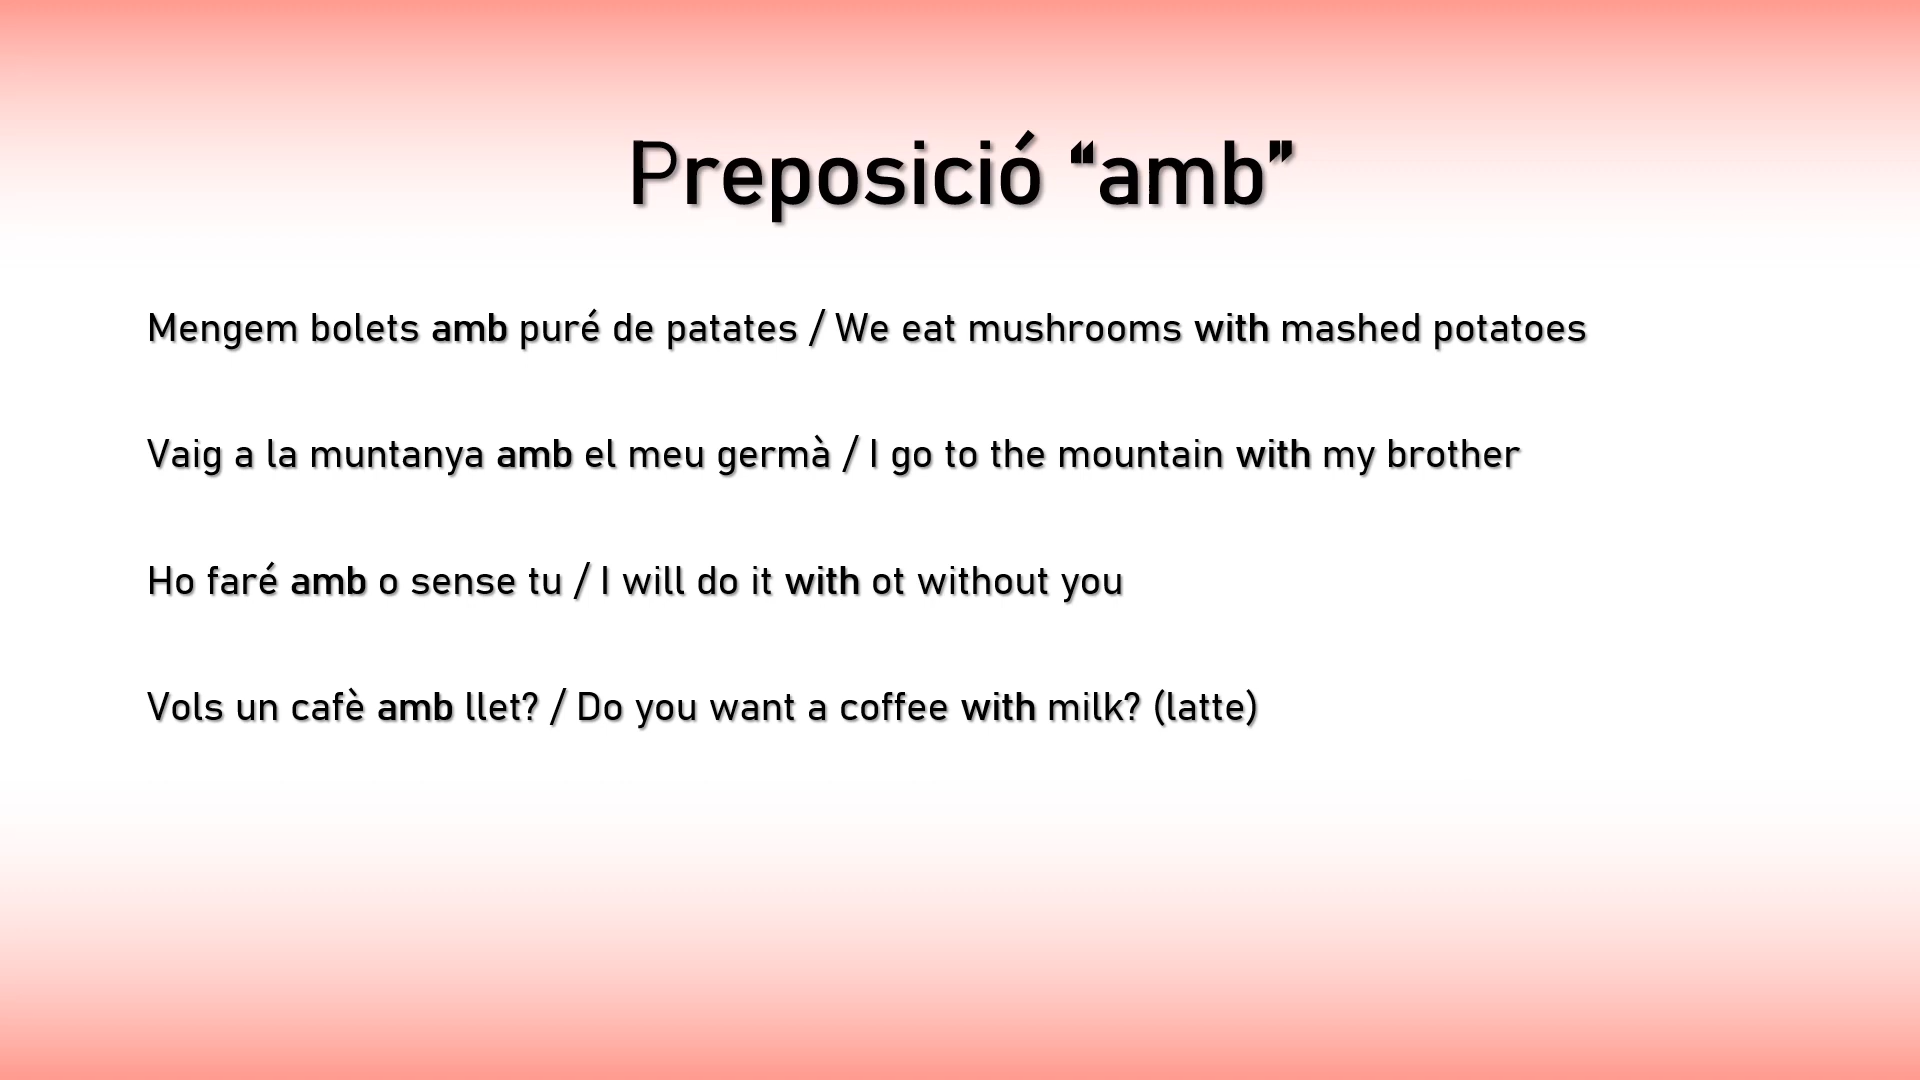 Preposició “amb”
Mengem bolets amb puré de patates / We eat mushrooms with mashed potatoes
Vaig a la muntanya amb el meu germà / I go to the mountain with my brother
Ho faré amb o sense tu / I will do it with ot without you
Vols un cafè amb llet? / Do you want a coffee with milk? (latte)